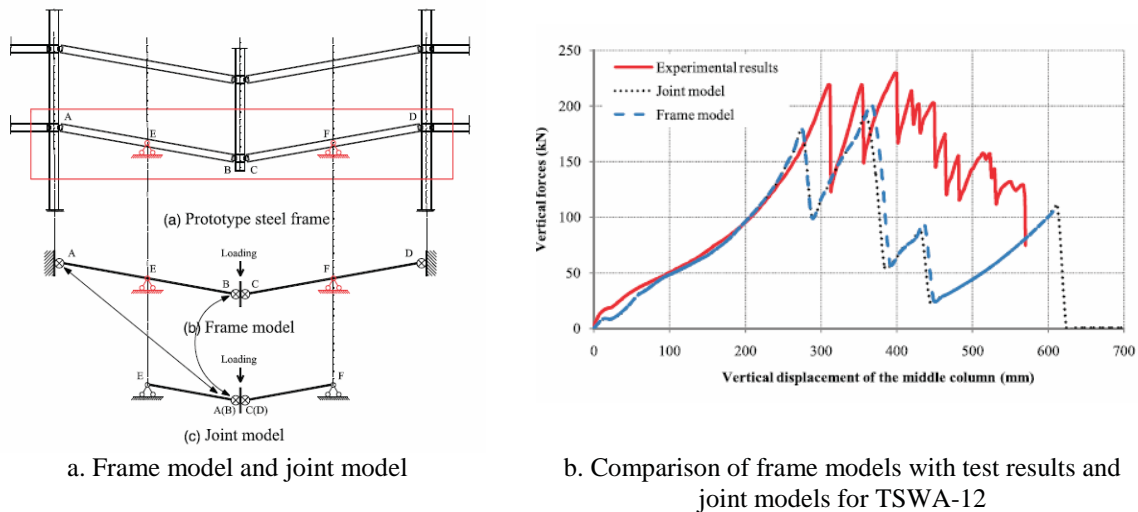 A
D
E
F
B C
(a) Prototype steel frame
A
Loading
D
E
F
B
C
(b) Frame model
Loading
E
F
A(B)
C(D)
(c) Joint model
a. Frame model and joint model
250
200
150
100
50
0
Vertical forces (kN)
Experimental results
Joint model
Frame model
0 100 200 300 400 500 600 700
Vertical displacement of the middle column (mm)
b. Comparison of frame models with test results and
joint models for TSWA-12